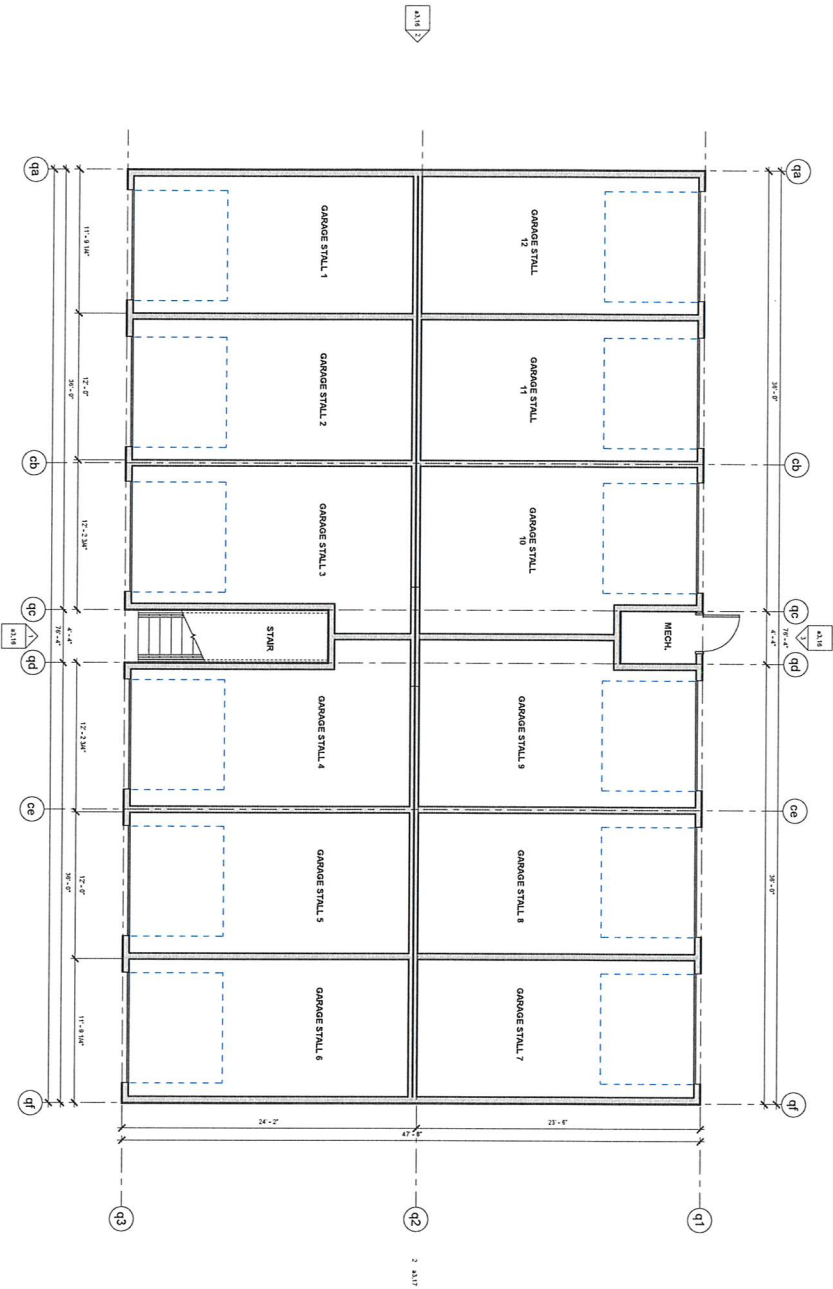 a3.16
2
qa
cb
qc
qd
ce
qf
38' - 0"
4' - 4"
38' - 0"
76' - 4"
a3.16
3
GARAGE STALL
12
GARAGE STALL
11
GARAGE STALL
10
MECH.
GARAGE STALL 9
GARAGE STALL 8
GARAGE STALL 7
GARAGE STALL 1
GARAGE STALL 2
GARAGE STALL 3
STAIR
GARAGE STALL 4
GARAGE STALL 5
GARAGE STALL 6
11' - 9 1/4"
12' - 0"
12' - 2 3/4"
12' - 2 3/4"
12' - 0"
11' - 9 1/4"
36' - 0"
4' - 4"
36' - 0"
76' - 4"
a3.16
1
qa
cb
qc
qd
ce
qf
23' - 6"
24' - 2"
47' - 8"
q1
q2
q3
2
a3.17